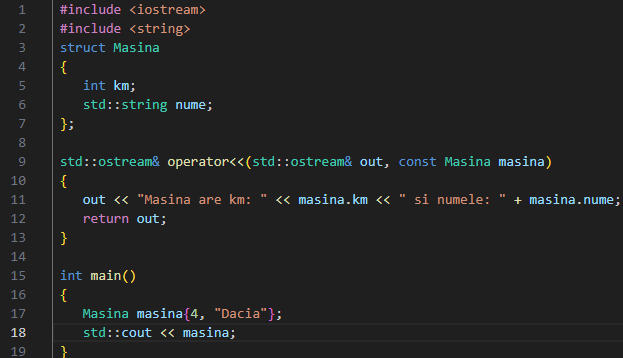 1 #include <iostream>
2 #include <string>
3 struct Masina
4 {
5     int km;
6     std::string nume;
7 };
8
9 std::ostream& operator<<(std::ostream& out, const Masina masina)
10 {
11     out << "Masina are km: " << masina.km << " si numele: " + masina.nume;
12     return out;
13 }
14
15 int main()
16 {
17     Masina masina{4, "Dacia"};
18     std::cout << masina;
19 }